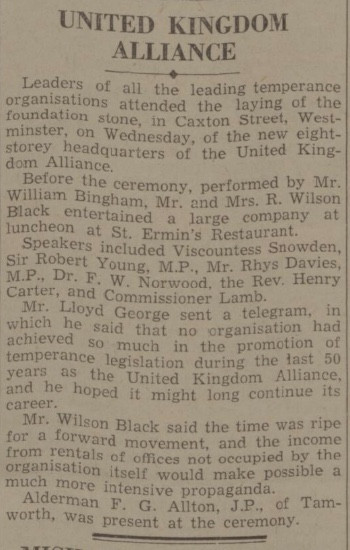 UNITED KINGDOM
ALLIANCE
Leaders of all the leading temperance
organisations attended the laying of the
foundation stone, in Caxton Street, West-
minster, on Wednesday, of the new eight-
storey headquarters of the United King-
dom Alliance.
Before the ceremony, performed by Mr.
William Bingham, Mr. and Mrs. R. Wilson
Black entertained a large company at
luncheon at St. Ermin's Restaurant.
Speakers included Viscountess Snowden,
Sir Robert Young, M.P., Mr. Rhys Davies,
M.P., Dr. F. W. Norwood, the Rev. Henry
Carter, and Commissioner Lamb.
Mr. Lloyd George sent a telegram, in
which he said that no organisation had
achieved so much in the promotion of
temperance legislation during the last 50
years as the United Kingdom Alliance,
and he hoped it might long continue its
career.
Mr. Wilson Black said the time was ripe
for a forward movement, and the income
from rentals of offices not occupied by the
organisation itself would make possible a
much more intensive propaganda.
Alderman F. G. Allton, J.P., of Tam-
worth, was present at the ceremony.